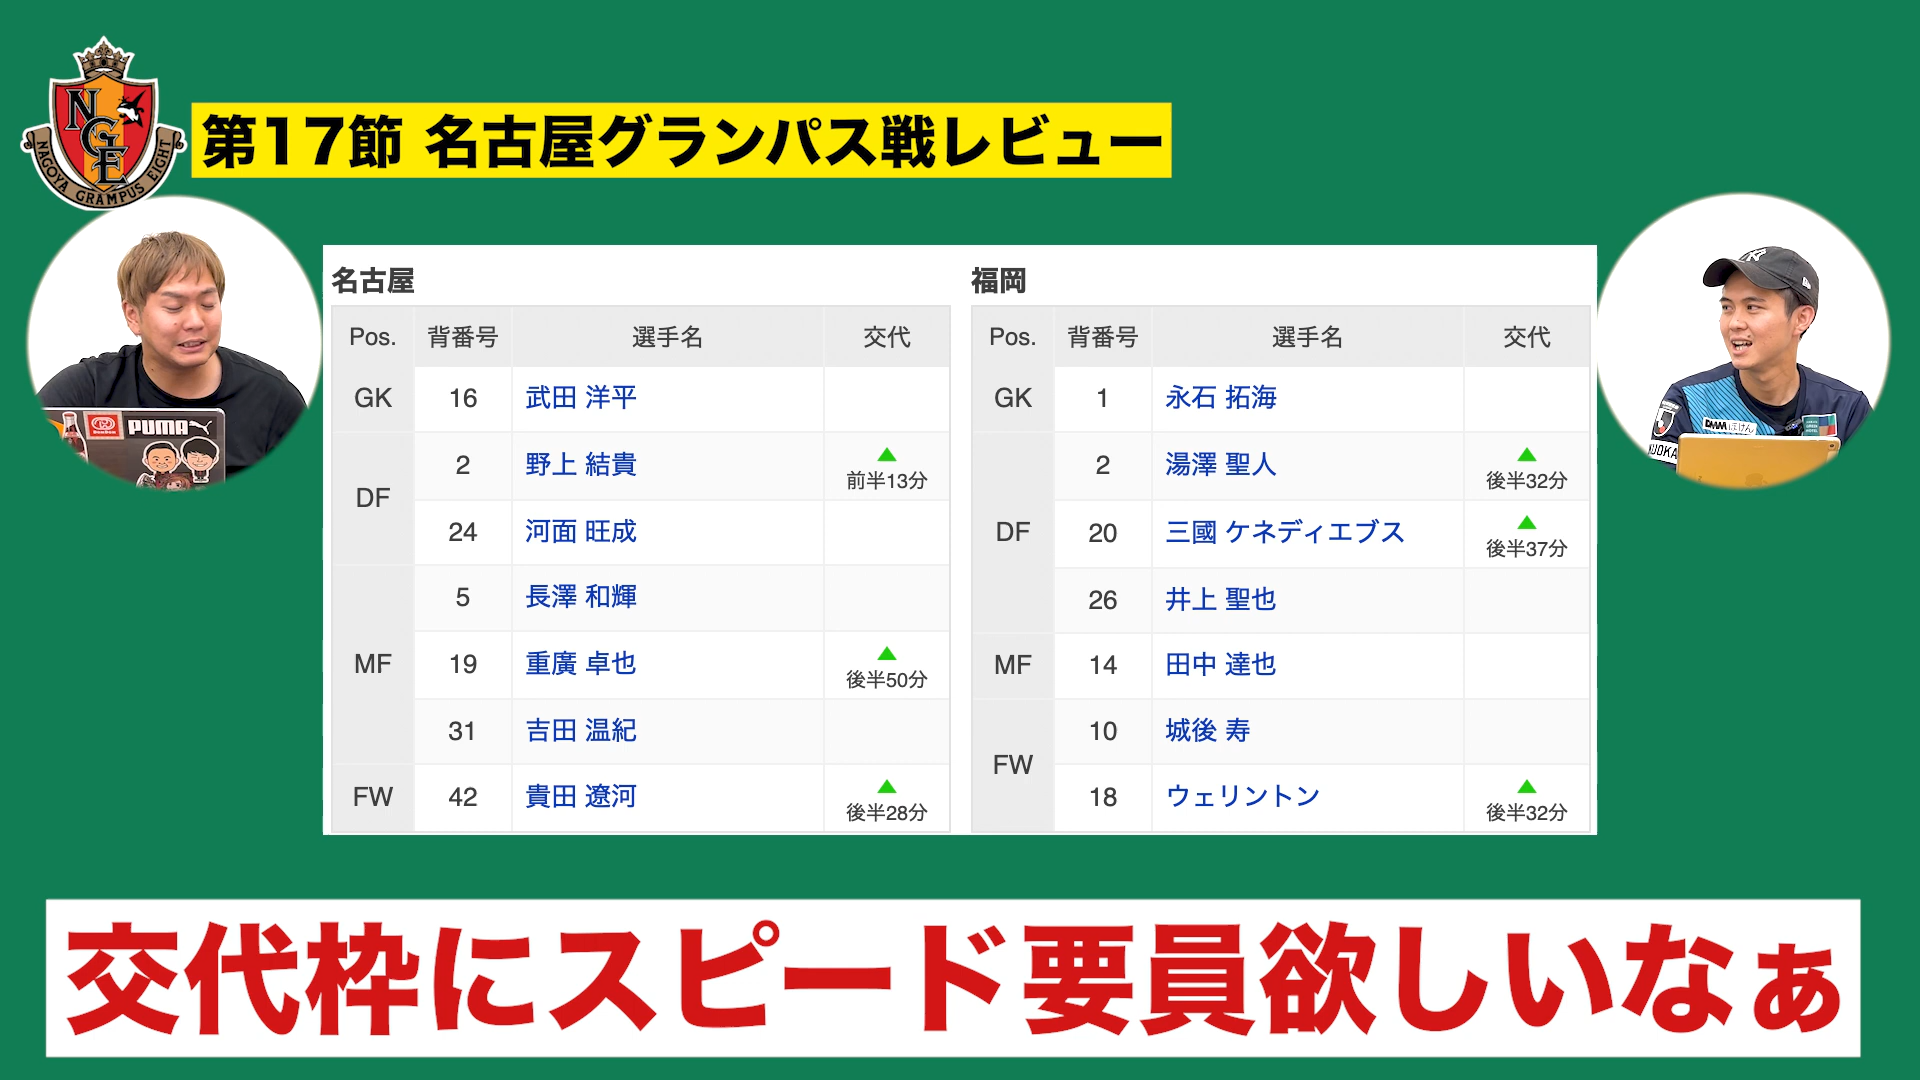 第17節 名古屋グランパス戦レビュー
NGE
NAGOYA GRAMPUS EIGHT
名古屋
Pos. 背番号 選手名 交代
GK 16 武田 洋平
DF 2 野上 結貴 ▲ 前半13分
24 河面 旺成
MF 5 長澤 和輝
19 重廣 卓也 ▲ 後半50分
31 吉田 温紀
FW 42 貴田 遼河 ▲ 後半28分
福岡
Pos. 背番号 選手名 交代
GK 1 永石 拓海
DF 2 湯澤 聖人 ▲ 後半32分
20 三國 ケネディエブス ▲ 後半37分
26 井上 聖也
MF 14 田中 達也
FW 10 城後 寿
18 ウェリントン ▲ 後半32分
PUMA
DMMほけん
UOKA
交代枠にスピード要員欲しいなぁ